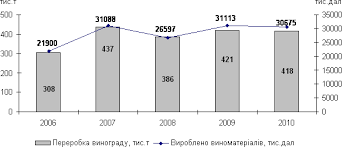 тис.т тис.дал
500 35000
400 30000
300 25000
200 20000
100 15000
0 10000
5000
0
21900 31088 26597 31113 30675
308 437 386 421 418
2006 2007 2008 2009 2010
Переробка винограду, тис.т Вироблено виноматеріалів, тис.дал